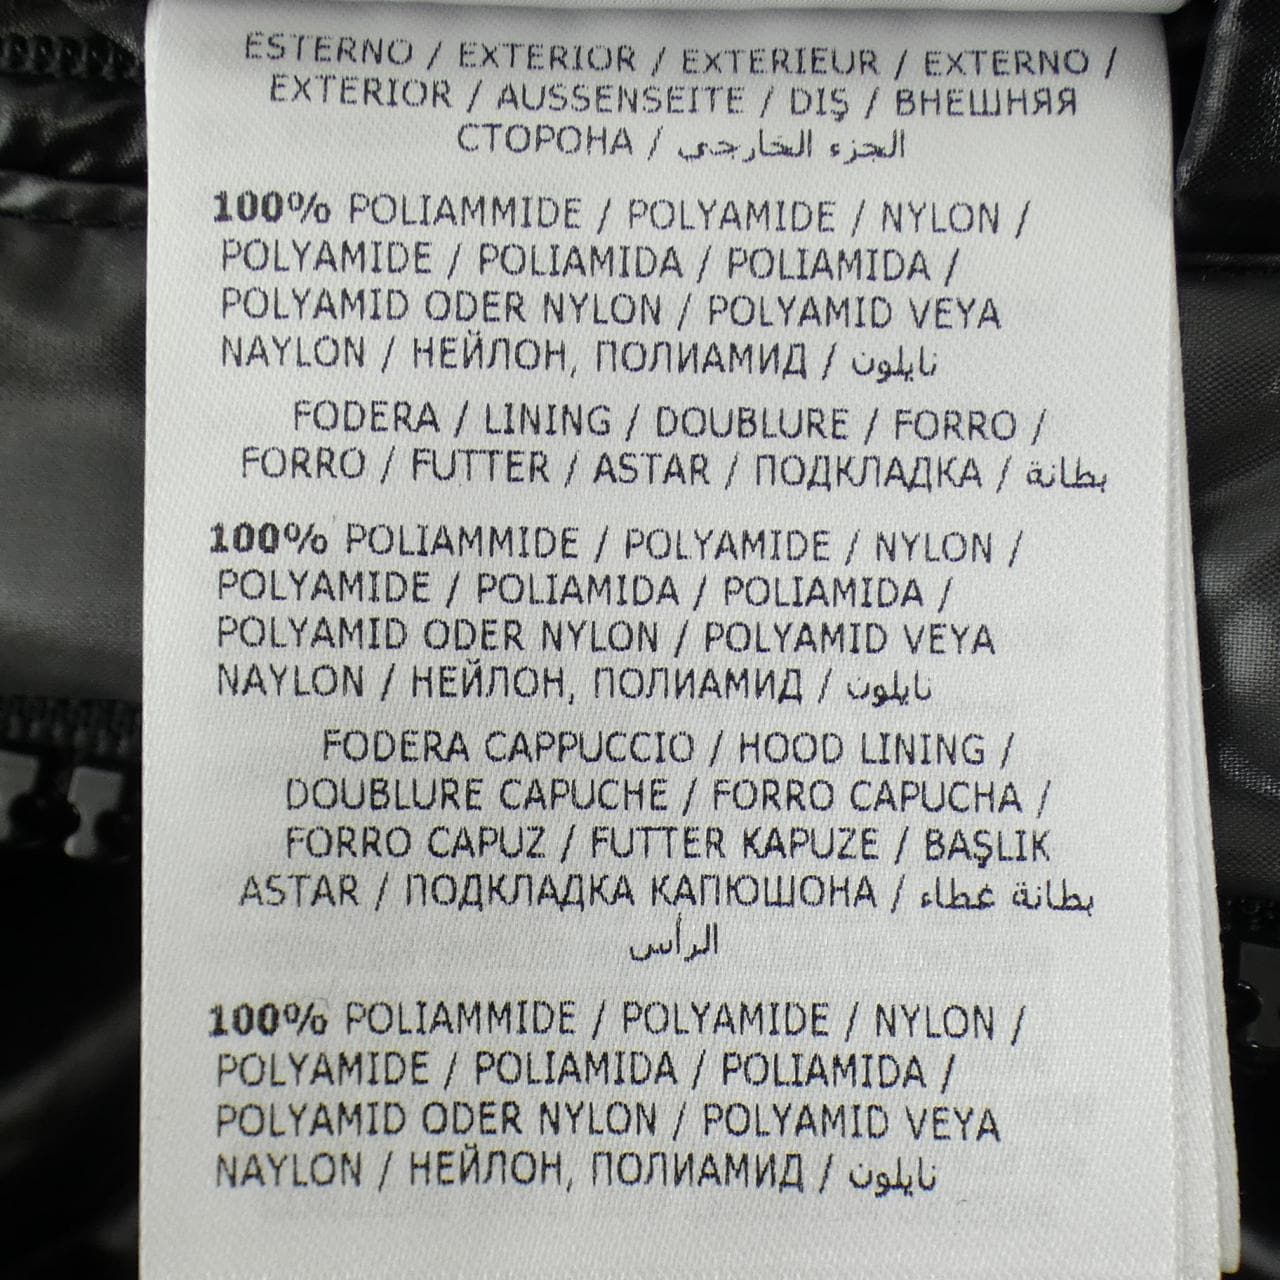 ESTERNO / EXTERIOR / EXTERIEUR / EXTERNO /
EXTERIOR / AUSSENSEITE / DIŞ / ВНЕШНЯЯ
СТОРОНА / الجزء الخارجي
100% POLIAMMIDE / POLYAMIDE / NYLON /
POLYAMIDE / POLIAMIDA / POLIAMIDA /
POLYAMID ODER NYLON / POLYAMID VEYA
NAYLON / НЕЙЛОН, ПОЛИАМИД / نايلون
FODERA / LINING / DOUBLURE / FORRO /
FORRO / FUTTER / ASTAR / ПОДКЛАДКА / بطانة
100% POLIAMMIDE / POLYAMIDE / NYLON /
POLYAMIDE / POLIAMIDA / POLIAMIDA /
POLYAMID ODER NYLON / POLYAMID VEYA
NAYLON / НЕЙЛОН, ПОЛИАМИД / نايلون
FODERA CAPPUCCIO / HOOD LINING /
DOUBLURE CAPUCHE / FORRO CAPUCHA /
FORRO CAPUZ / FUTTER KAPUZE / BAŞLIK
ASTAR / ПОДКЛАДКА КАПЮШОНА / بطانة غطاء
الرأس
100% POLIAMMIDE / POLYAMIDE / NYLON /
POLYAMIDE / POLIAMIDA / POLIAMIDA /
POLYAMID ODER NYLON / POLYAMID VEYA
NAYLON / НЕЙЛОН, ПОЛИАМИД / نايلون